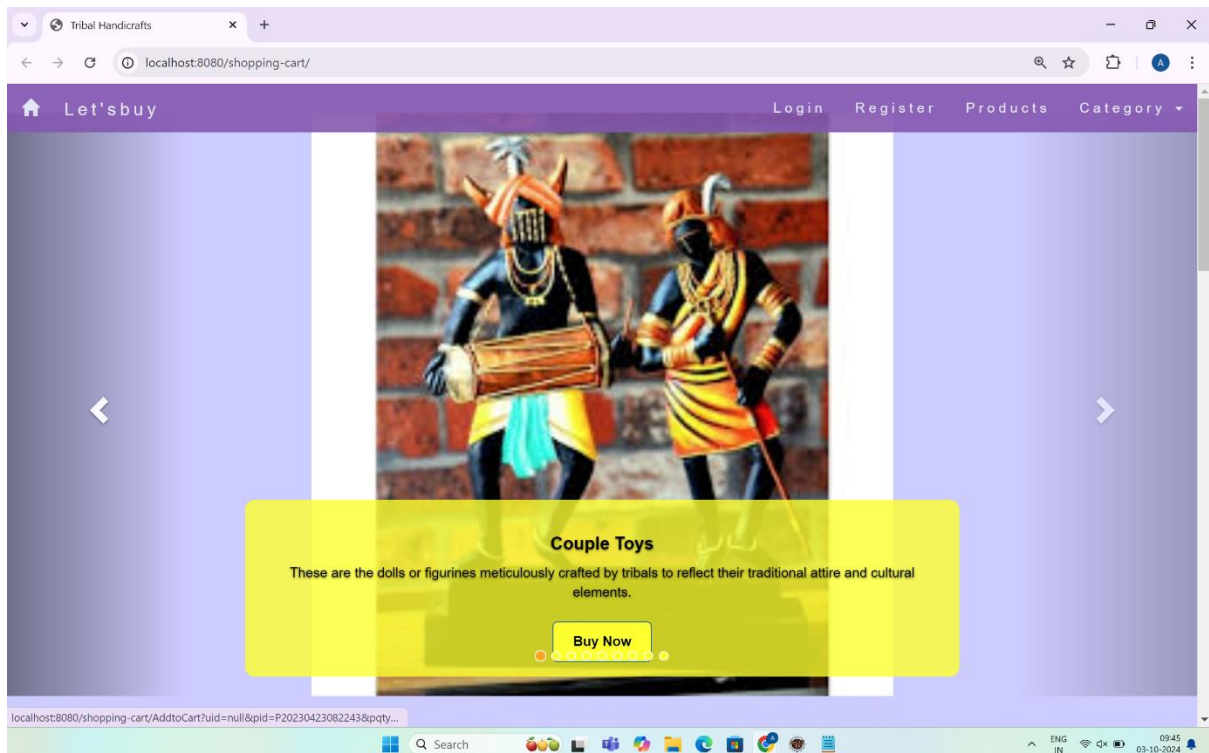 Tribal Handicrafts
localhost:8080/shopping-cart/
A
Let'sbuy
Login Register Products Category
Couple Toys
These are the dolls or figurines meticulously crafted by tribals to reflect their traditional attire and cultural
elements.
Buy Now
localhost:8080/shopping-cart/AddtoCart?uid=null&pid=P20230423082243&pqty...
Search
ENG
IN
09:45
03-10-2024